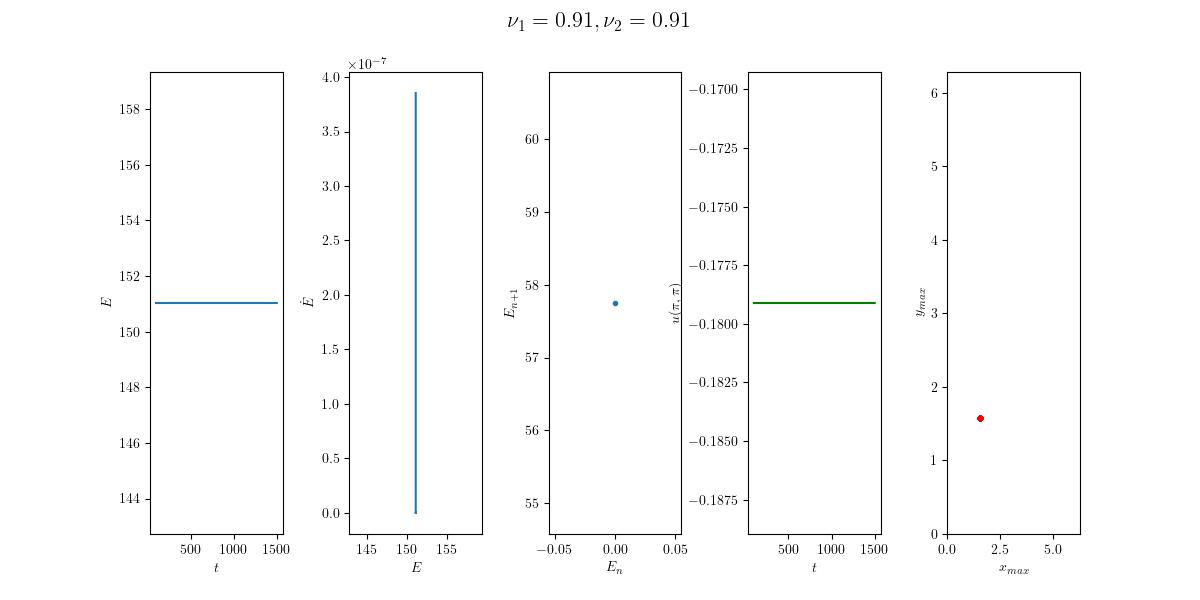 ν₁ = 0.91, ν₂ = 0.91
158
156
154
152
150
148
146
144
E
500 1000 1500
t
×10⁻⁷
4.0
3.5
3.0
2.5
2.0
1.5
1.0
0.5
0.0
Ė
145 150 155
E
60
59
58
57
56
55
Eₙ₊₁
−0.05 0.00 0.05
Eₙ
−0.1700
−0.1725
−0.1750
−0.1775
−0.1800
−0.1825
−0.1850
−0.1875
u(π, π)
500 1000 1500
t
6
5
4
3
2
1
0
y_max
0.0 2.5 5.0
x_max